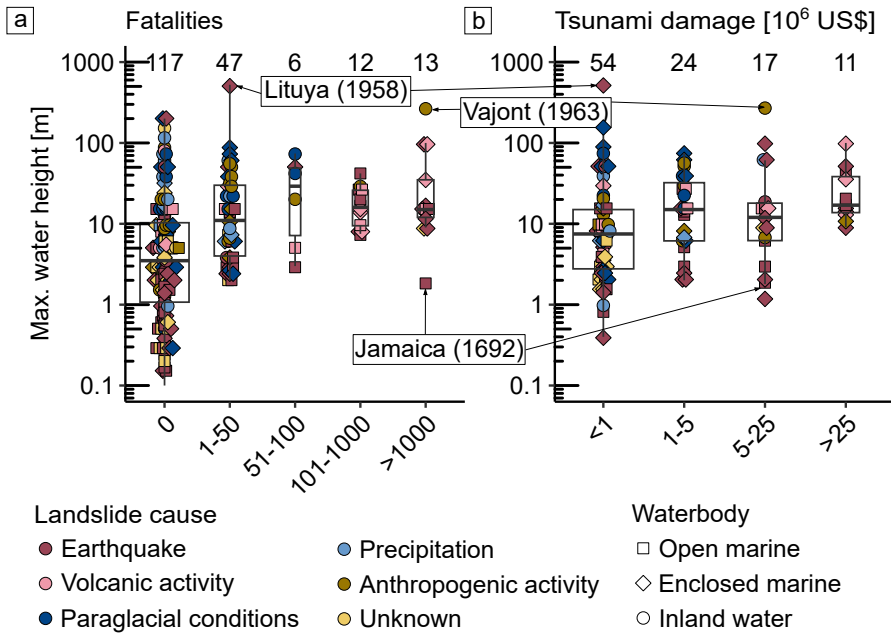 a
Fatalities
b
Tsunami damage [10⁶ US$]
117 47 6 12 13
54 24 17 11
Max. water height [m]
1000
100
10
1
0.1
1000
100
10
1
0.1
Lituya (1958)
Vajont (1963)
Jamaica (1692)
0 1-50 51-100 101-1000 >1000
<1 1-5 5-25 >25
Landslide cause
Earthquake
Volcanic activity
Paraglacial conditions
Precipitation
Anthropogenic activity
Unknown
Waterbody
Open marine
Enclosed marine
Inland water